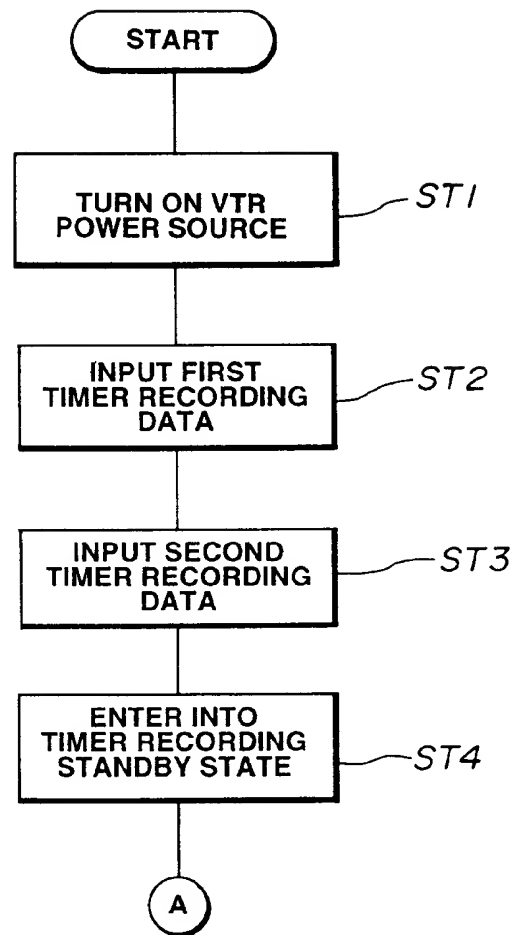 START
TURN ON VTR
POWER SOURCE
ST1
INPUT FIRST
TIMER RECORDING
DATA
ST2
INPUT SECOND
TIMER RECORDING
DATA
ST3
ENTER INTO
TIMER RECORDING
STANDBY STATE
ST4
A